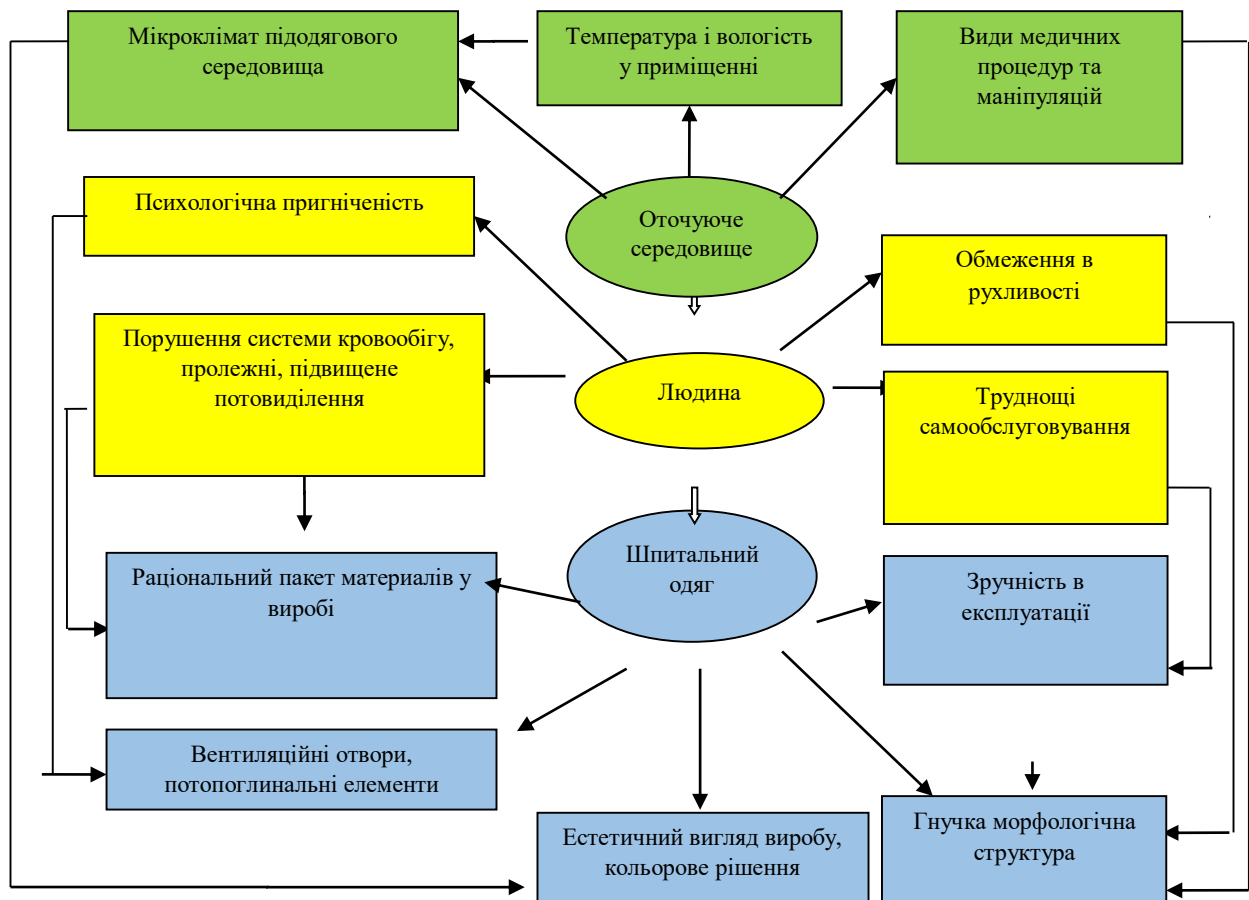 Мікроклімат підодягового
середовища
Температура і вологість
у приміщенні
Види медичних
процедур та
маніпуляцій
Психологічна пригніченість
Оточуюче
середовище
Обмеження в
рухливості
Порушення системи кровообігу,
пролежні, підвищене
потовиділення
Людина
Труднощі
самообслуговування
Раціональний пакет материалів у
виробі
Шпитальний
одяг
Зручність в
експлуатації
Вентиляційні отвори,
потопоглинальні елементи
Естетичний вигляд виробу,
кольорове рішення
Гнучка морфологічна
структура